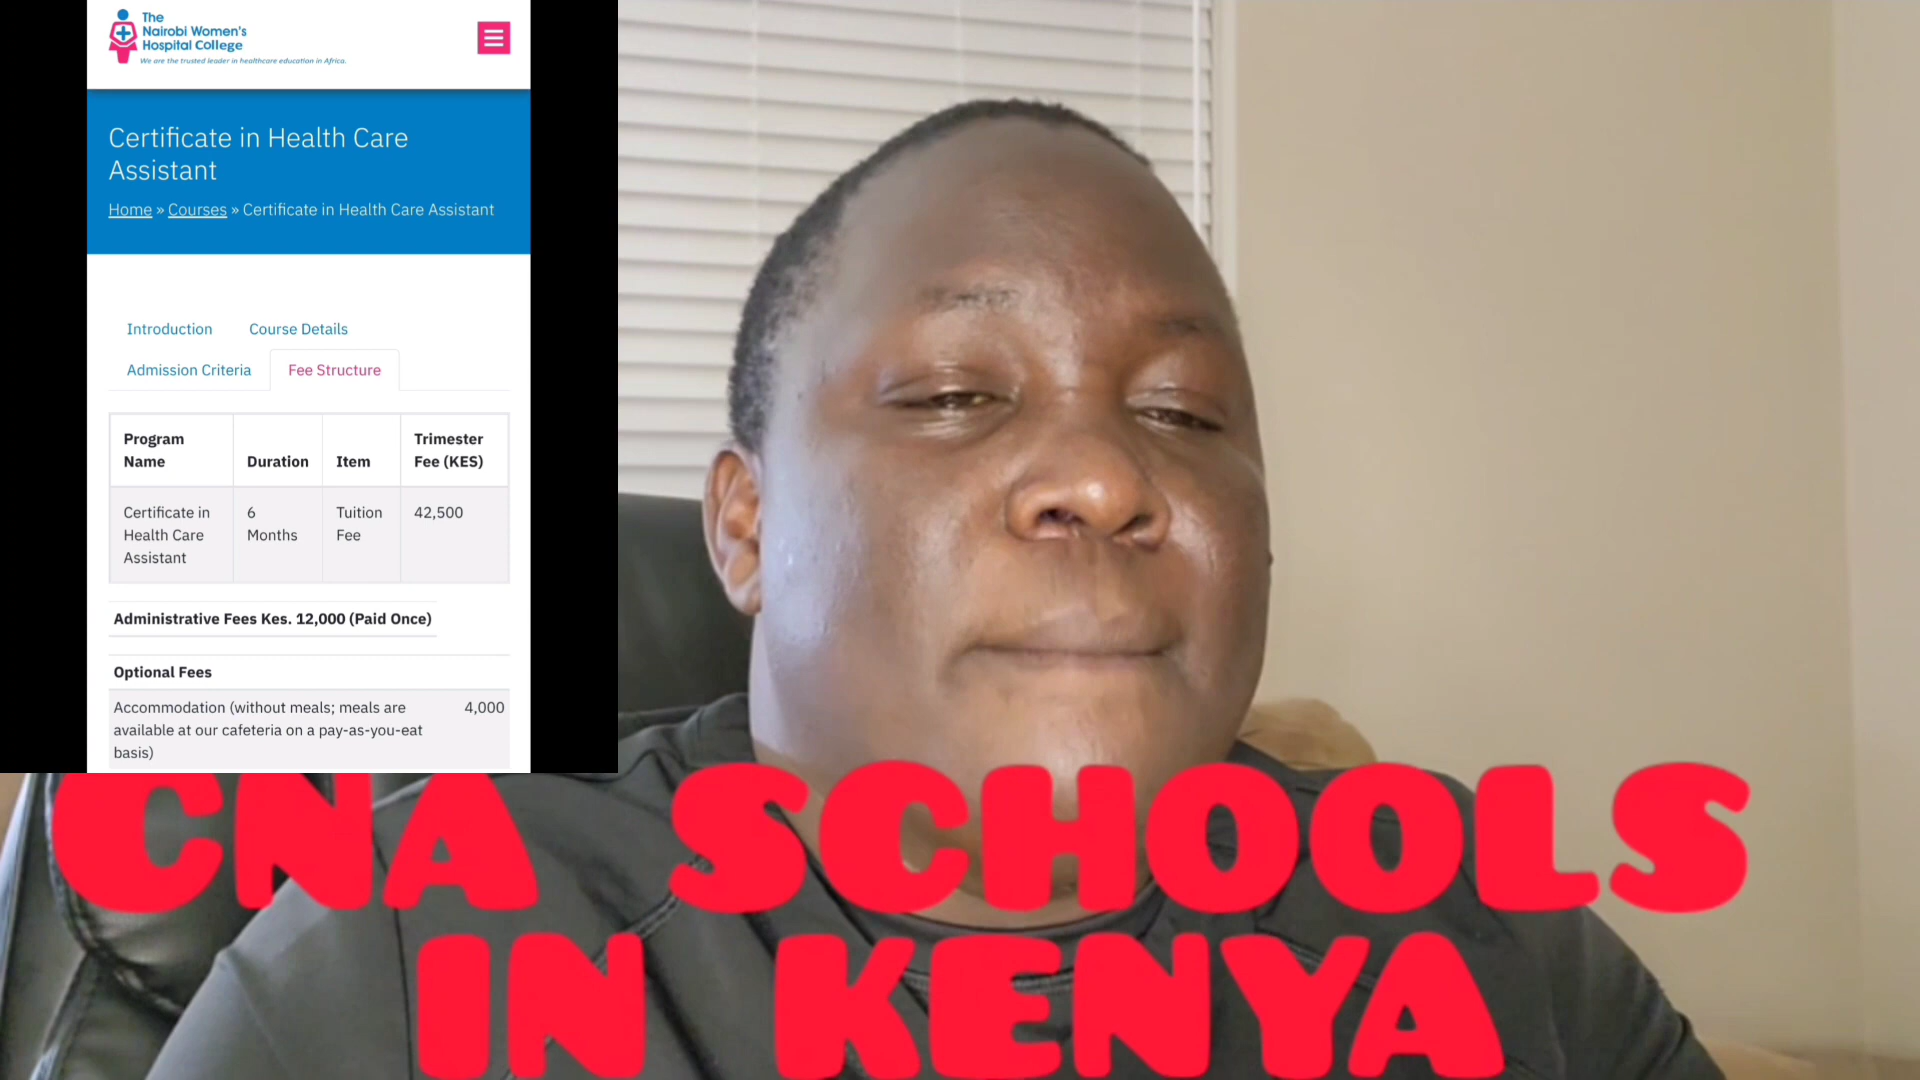 The
Nairobi Women's
Hospital College
We are the trusted leader in healthcare education in Africa.
Certificate in Health Care
Assistant
Home » Courses » Certificate in Health Care Assistant
Introduction Course Details
Admission Criteria Fee Structure
Program Name Duration Item Trimester Fee (KES)
Certificate in Health Care Assistant 6 Months Tuition Fee 42,500
Administrative Fees Kes. 12,000 (Paid Once)
Optional Fees
Accommodation (without meals; meals are 4,000
available at our cafeteria on a pay-as-you-eat
basis)
CNA SCHOOLS
IN KENYA